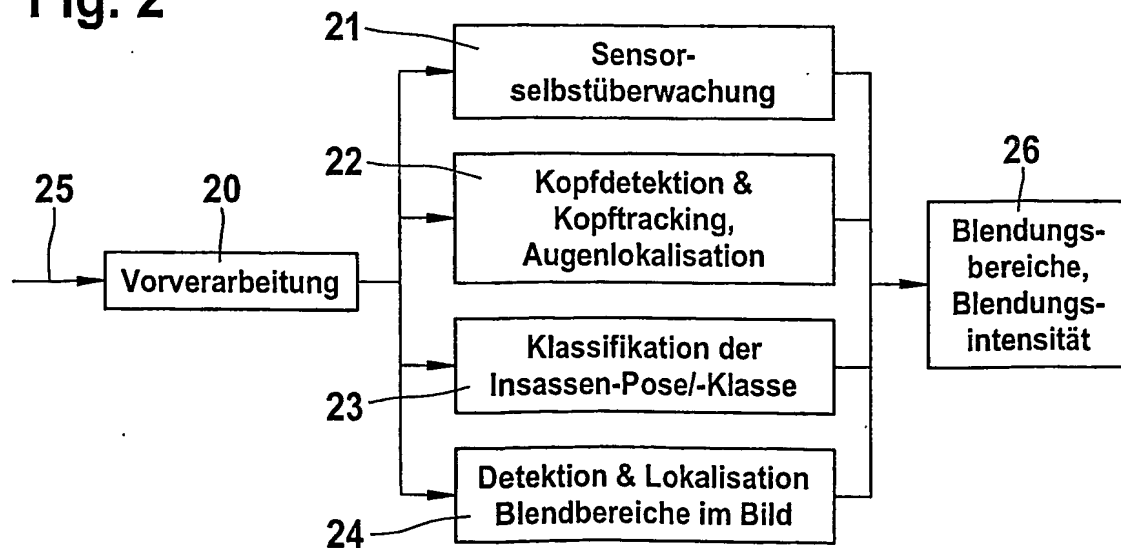 Fig. 2
21
Sensor-
selbstüberwachung
22
Kopfdetektion &
Kopftracking,
Augenlokalisation
25
20
Vorverarbeitung
26
Blendungs-
bereiche,
Blendungs-
intensität
Klassifikation der
Insassen-Pose/-Klasse
23
Detektion & Lokalisation
Blendbereiche im Bild
24